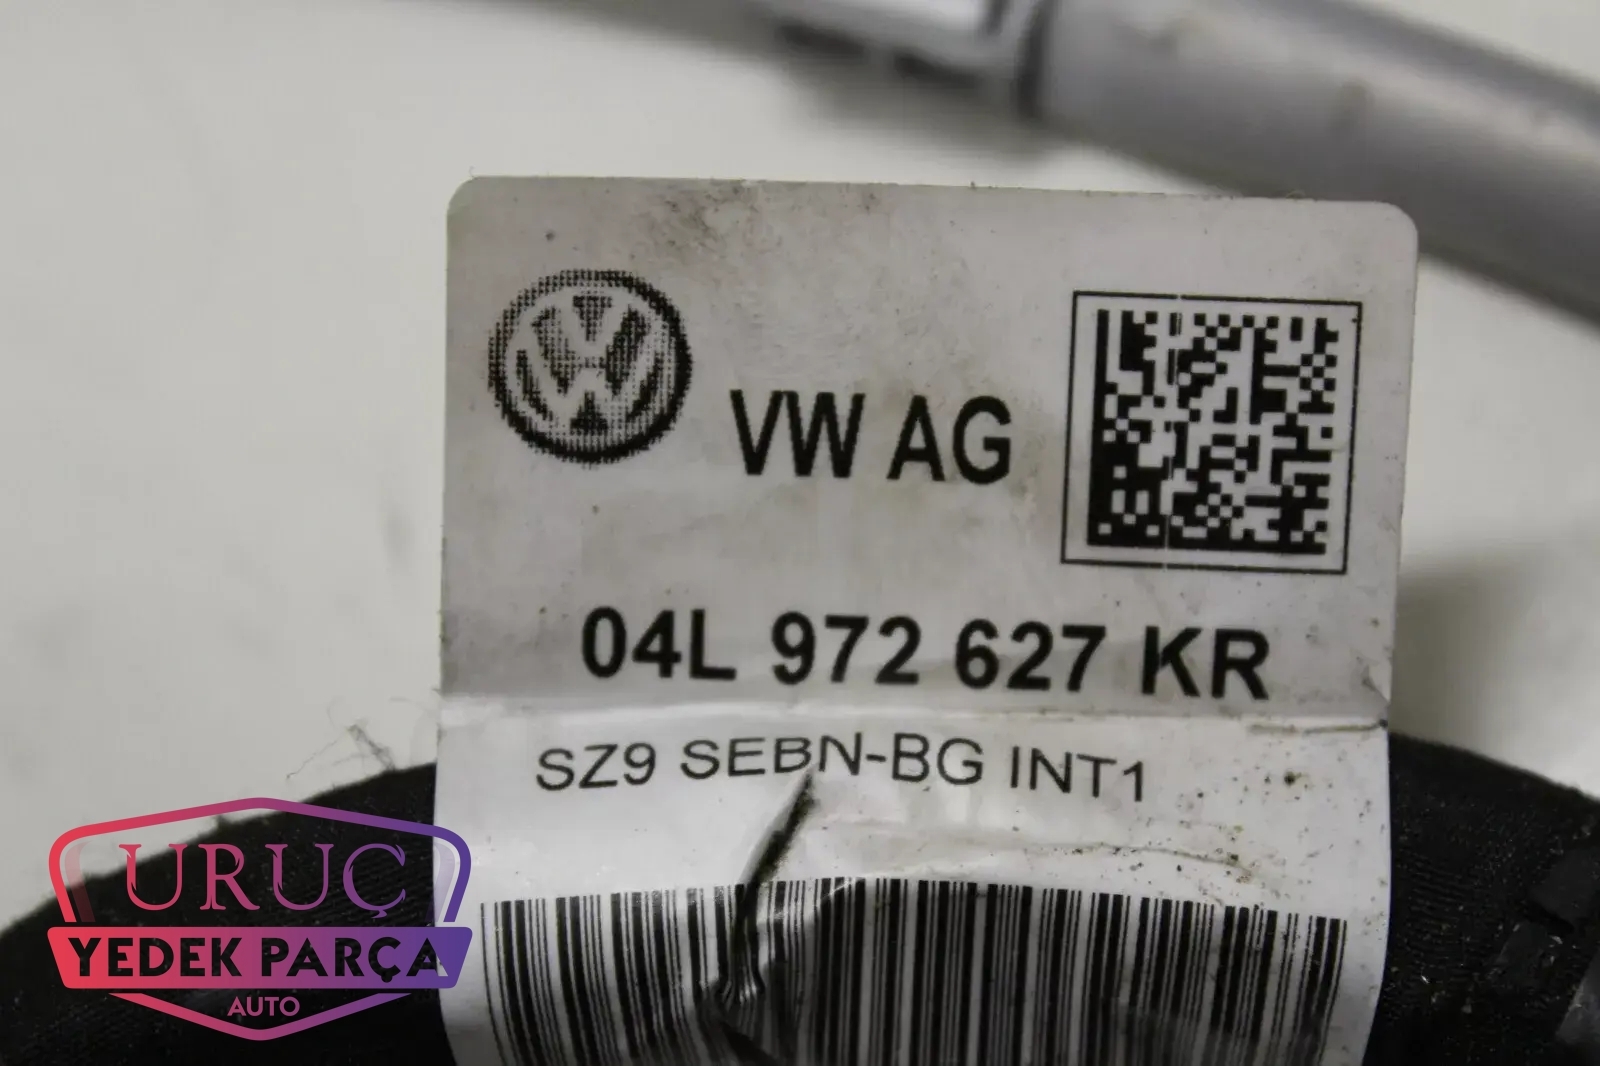 VW AG
04L 972 627 KR
SZ9 SEBN-BG INT1
URUÇ
YEDEK PARÇA
AUTO